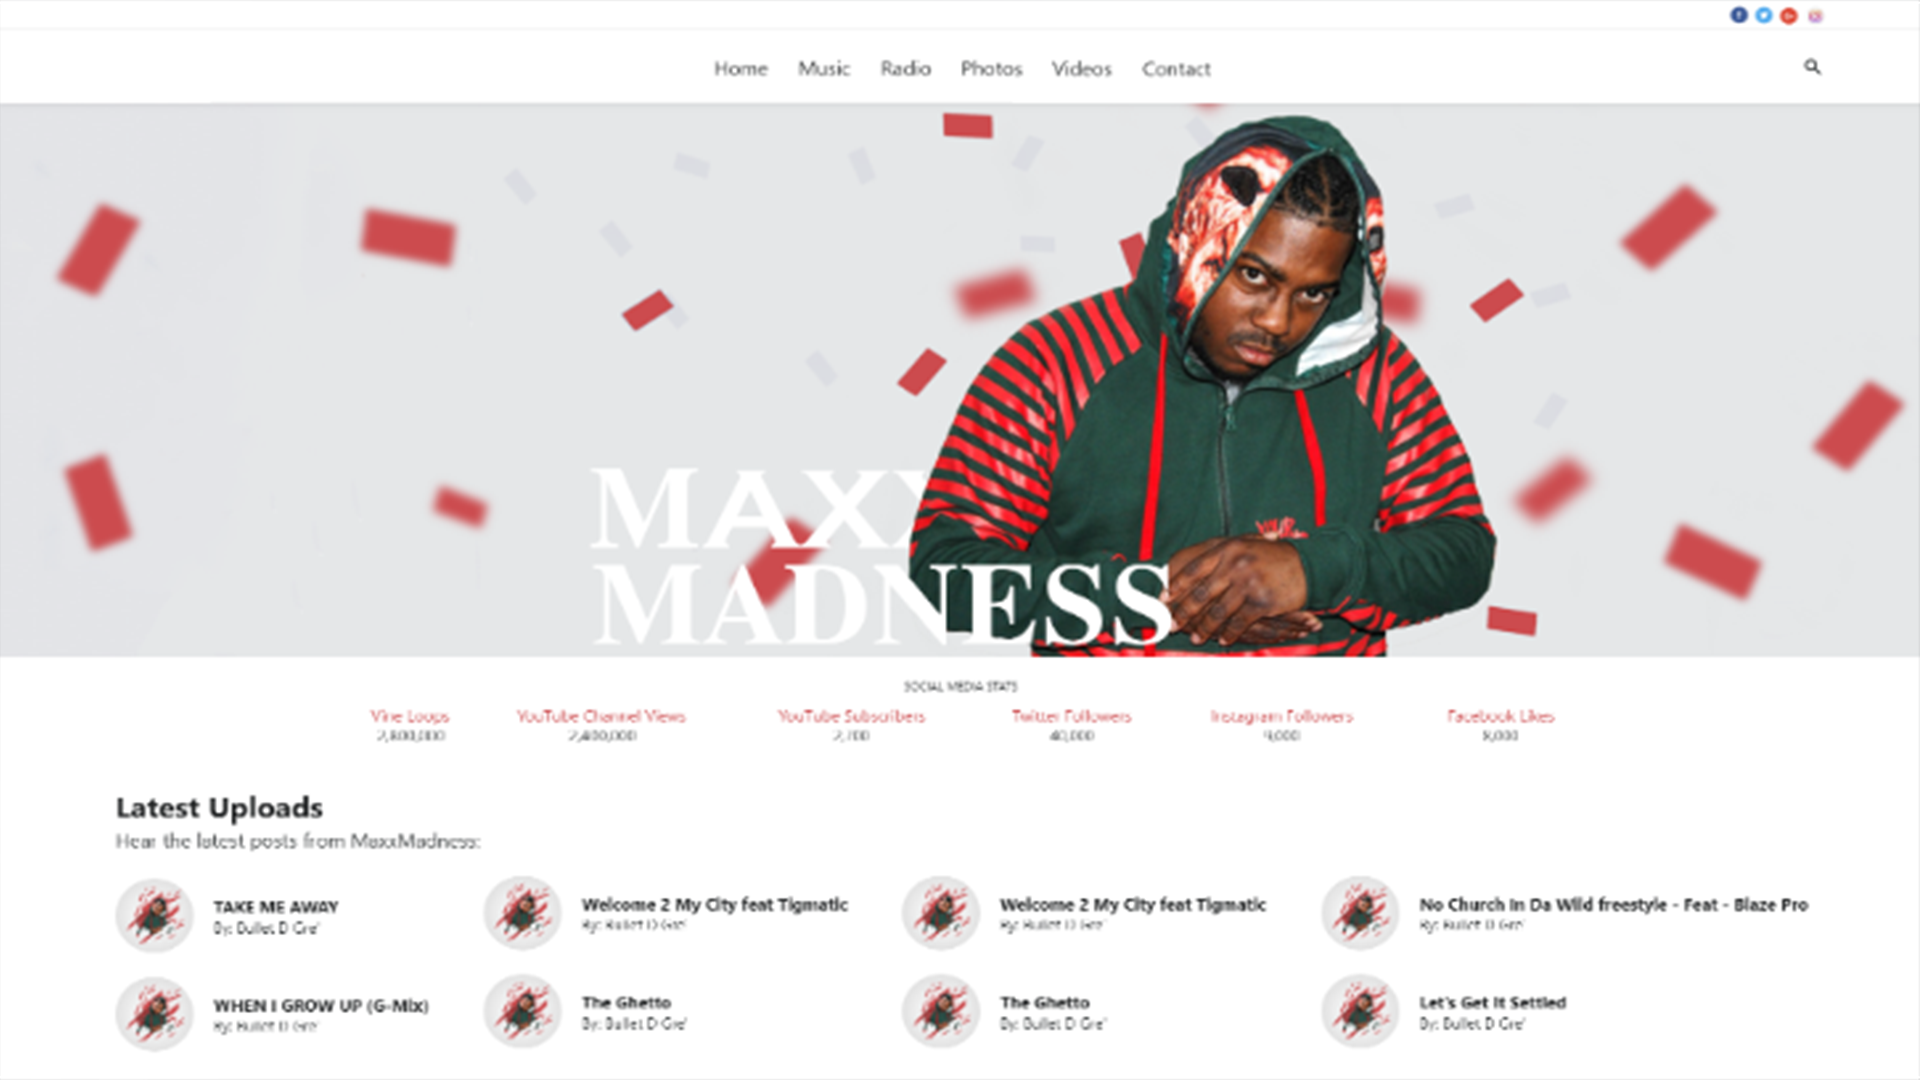 Home Music Radio Photos Videos Contact
MAXX
MADNESS
SOCIAL MEDIA STATS
Vine Loops YouTube Channel Views YouTube Subscribers Twitter Followers Instagram Followers Facebook Likes
2,800,000 2,400,000 40,000 8,000
Latest Uploads
Hear the latest posts from MaxxMadness:
TAKE ME AWAY
By: Bullet D Gre'
Welcome 2 My City feat Tigmatic
By: Bullet D Gre'
Welcome 2 My City feat Tigmatic
By: Bullet D Gre'
No Church In Da Wild freestyle - Feat - Blaze Pro
By: Bullet D Gre'
WHEN I GROW UP (G-Mix)
By: Bullet D Gre'
The Ghetto
By: Bullet D Gre'
The Ghetto
By: Bullet D Gre'
Let's Get It Settled
By: Bullet D Gre'